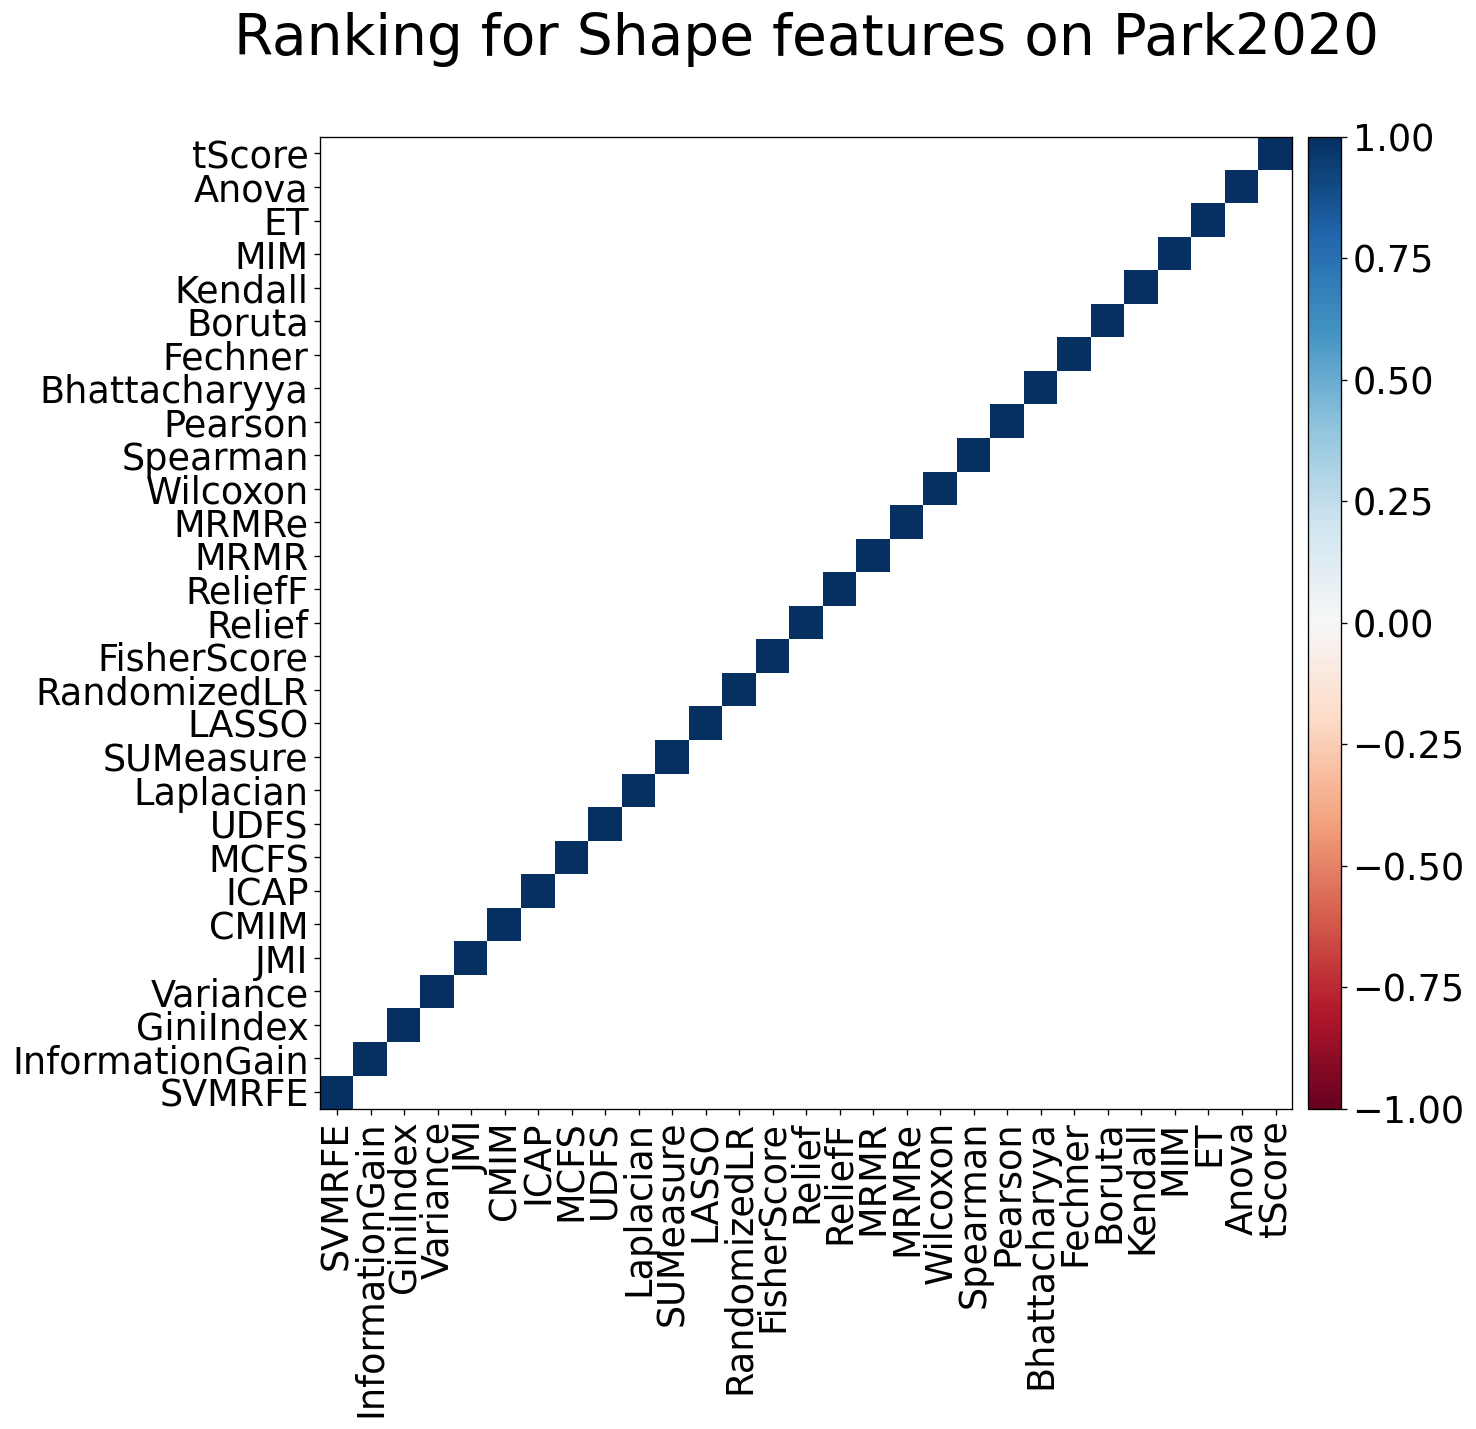 Ranking for Shape features on Park2020
tScore
Anova
ET
MIM
Kendall
Boruta
Fechner
Bhattacharyya
Pearson
Spearman
Wilcoxon
MRMRe
MRMR
ReliefF
Relief
FisherScore
RandomizedLR
LASSO
SUMeasure
Laplacian
UDFS
MCFS
ICAP
CMIM
JMI
Variance
GiniIndex
InformationGain
SVMRFE
SVMRFE
InformationGain
GiniIndex
Variance
JMI
CMIM
ICAP
MCFS
UDFS
Laplacian
SUMeasure
LASSO
RandomizedLR
FisherScore
Relief
ReliefF
MRMR
MRMRe
Wilcoxon
Spearman
Pearson
Bhattacharyya
Fechner
Boruta
Kendall
MIM
ET
Anova
tScore
1.00
0.75
0.50
0.25
0.00
−0.25
−0.50
−0.75
−1.00